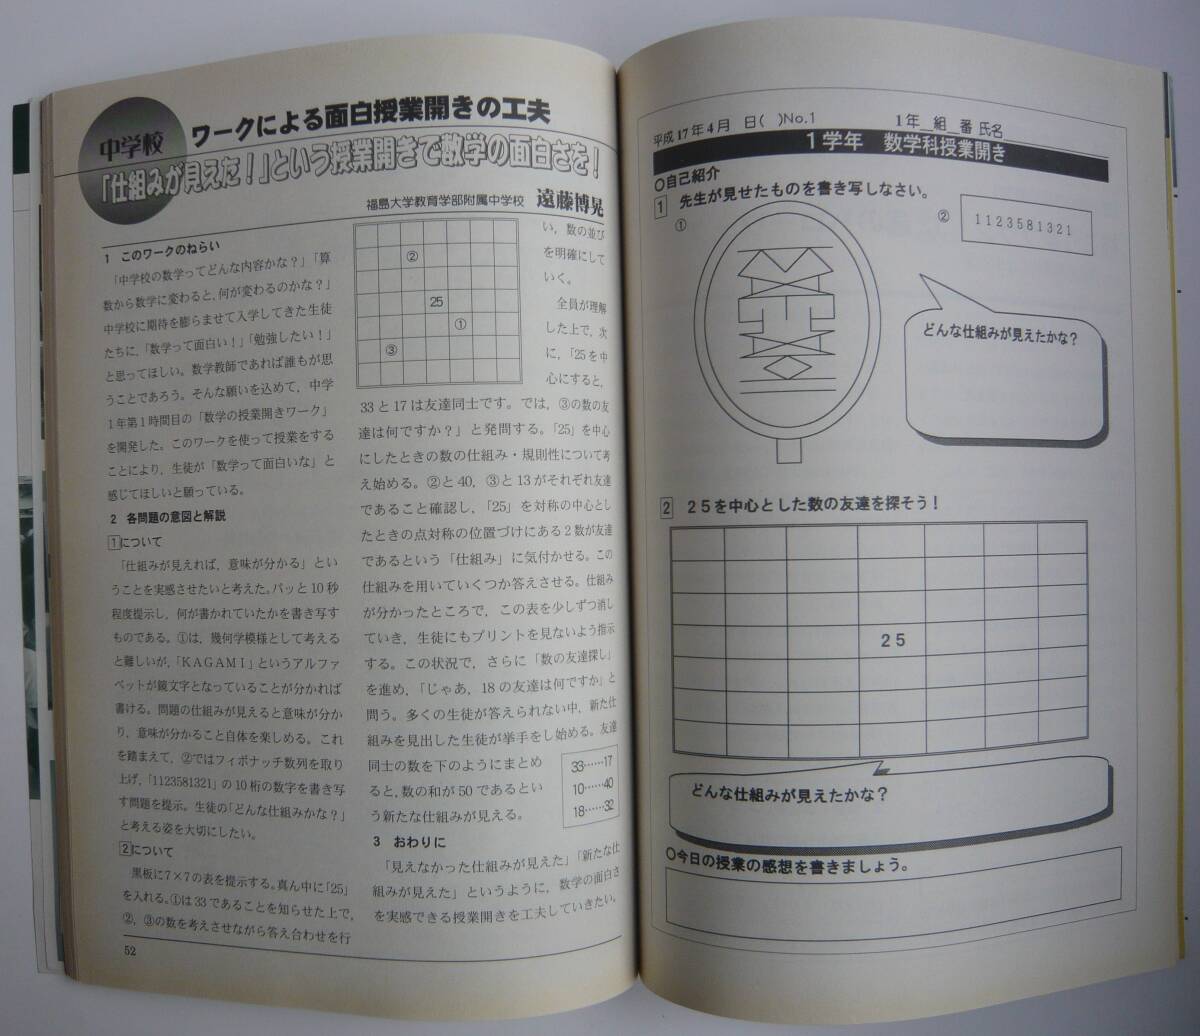 中学校
ワークによる面白授業開きの工夫
「仕組みが見えた!」という授業開きで数学の面白さを!
福島大学教育学部附属中学校 遠藤博晃
1 このワークのねらい
「中学校の数学ってどんな内容かな?」「算
数から数学に変わると,何が変わるのかな?」
中学校に期待を膨らませて入学してきた生徒
たちに,「数学って面白い!」「勉強したい!」
と思ってほしい。数学教師であれば誰もが思
うことであろう。そんな願いを込めて,中学
1年第1時間目の「数学の授業開きワーク」
を開発した。このワークを使って授業をする
ことにより,生徒が「数学って面白いな」と
感じてほしいと願っている。
2 各問題の意図と解説
1について
「仕組みが見えれば,意味が分かる」とい
うことを実感させたいと考えた。パッと10秒
程度提示し,何が書かれていたかを書き写す
ものである。①は,幾何学模様として考える
と難しいが,「KAGAMI」というアルファ
ベットが鏡文字となっていることが分かれば
書ける。問題の仕組みが見えると意味が分か
り,意味が分かること自体を楽しめる。これ
を踏まえて,②ではフィボナッチ数列を取り
上げ,「1123581321」の10桁の数字を書き写
す問題を提示。生徒の「どんな仕組みかな?」
と考える姿を大切にしたい。
2について
黒板に7×7の表を提示する。真ん中に「25」
を入れる。①は33であることを知らせた上で,
②,③の数を考えさせながら答え合わせを行
52
②
25
①
③
い,数の並び
を明確にして
いく。
全員が理解
した上で,次
に,「25を中
心にすると,
33と17は友達同士です。では,③の数の友
達は何ですか?」と発問する。「25」を中心
にしたときの数の仕組み・規則性について考
え始める。②と40,③と13がそれぞれ友達
であること確認し,「25」を対称の中心とし
たときの点対称の位置づけにある2数が友達
であるという「仕組み」に気付かせる。この
仕組みを用いていくつか答えさせる。仕組み
が分かったところで,この表を少しずつ消し
ていき,生徒にもプリントを見ないよう指示
する。この状況で,さらに「数の友達探し」
を進め,「じゃあ,18の友達は何ですか」と
問う。多くの生徒が答えられない中,新た仕
組みを見出した生徒が挙手をし始める。友達
同士の数を下のようにまとめ
ると,数の和が50であるとい
う新たな仕組みが見える。
33……17
10……40
18……32
3 おわりに
「見えなかった仕組みが見えた」「新たな仕
組みが見えた」というように,数学の面白さ
を実感できる授業開きを工夫していきたい。
平成17年4月 日( )No.1 1年_組_番 氏名
1学年 数学科授業開き
○自己紹介
1 先生が見せたものを書き写しなさい。
①
②
1123581321
どんな仕組みが見えたかな?
2 25を中心とした数の友達を探そう!
25
どんな仕組みが見えたかな?
○今日の授業の感想を書きましょう。